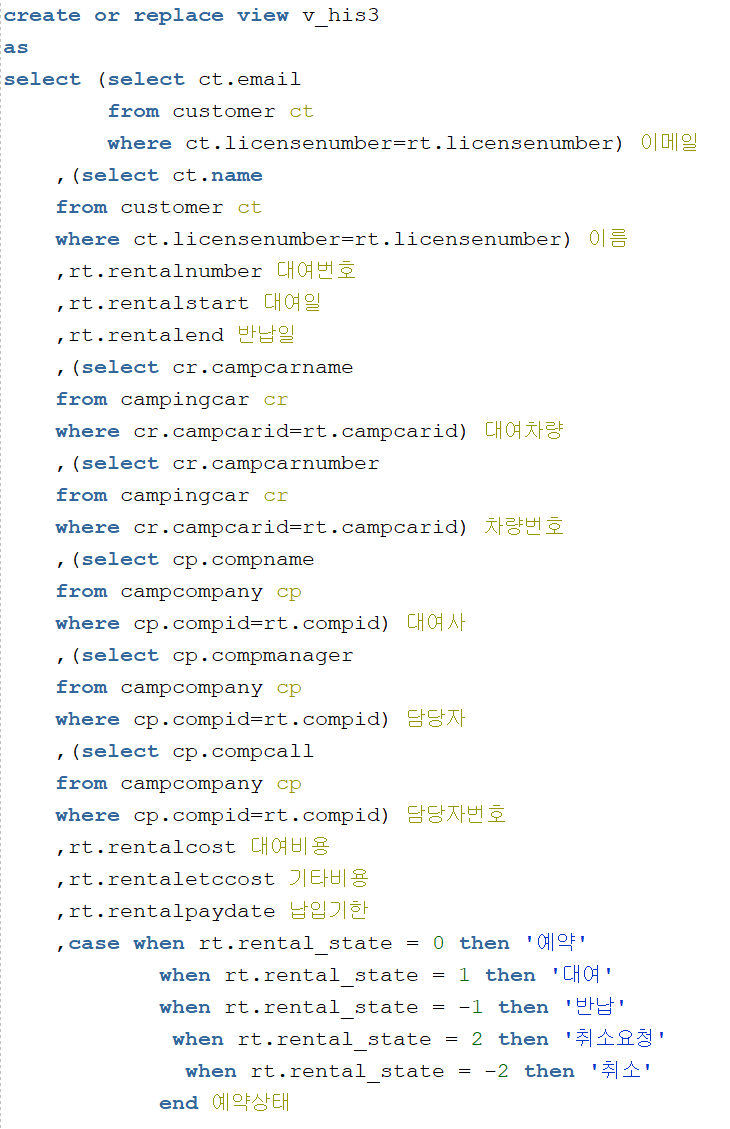 create or replace view v_his3
as
select (select ct.email
from customer ct
where ct.licensenumber=rt.licensenumber) 이메일
,(select ct.name
from customer ct
where ct.licensenumber=rt.licensenumber) 이름
,rt.rentalnumber 대여번호
,rt.rentalstart 대여일
,rt.rentalend 반납일
,(select cr.campcarname
from campingcar cr
where cr.campcarid=rt.campcarid) 대여차량
,(select cr.campcarnumber
from campingcar cr
where cr.campcarid=rt.campcarid) 차량번호
,(select cp.compname
from campcompany cp
where cp.compid=rt.compid) 대여사
,(select cp.compmanager
from campcompany cp
where cp.compid=rt.compid) 담당자
,(select cp.compcall
from campcompany cp
where cp.compid=rt.compid) 담당자번호
,rt.rentalcost 대여비용
,rt.rentaletccost 기타비용
,rt.rentalpaydate 납입기한
,case when rt.rental_state = 0 then '예약'
when rt.rental_state = 1 then '대여'
when rt.rental_state = -1 then '반납'
when rt.rental_state = 2 then '취소요청'
when rt.rental_state = -2 then '취소'
end 예약상태